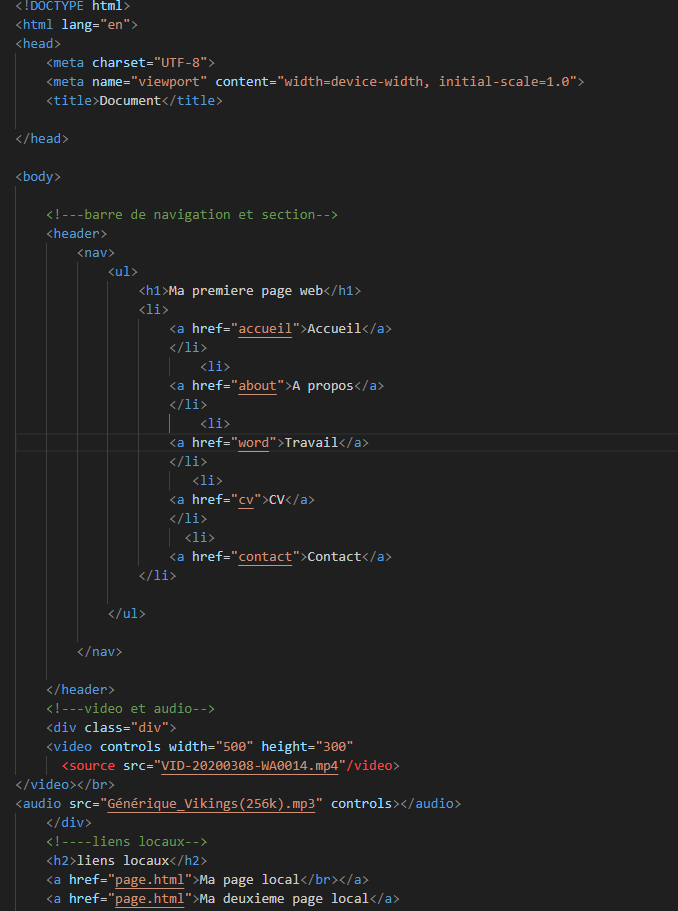 <!DOCTYPE html>
<html lang="en">
<head>
<meta charset="UTF-8">
<meta name="viewport" content="width=device-width, initial-scale=1.0">
<title>Document</title>
</head>
<body>
<!---barre de navigation et section-->
<header>
<nav>
<ul>
<h1>Ma premiere page web</h1>
<li>
<a href="accueil">Accueil</a>
</li>
<li>
<a href="about">A propos</a>
</li>
<li>
<a href="word">Travail</a>
</li>
<li>
<a href="cv">CV</a>
</li>
<li>
<a href="contact">Contact</a>
</li>
</ul>
</nav>
</header>
<!---video et audio-->
<div class="div">
<video controls width="500" height="300"
<source src="VID-20200308-WA0014.mp4"/video>
</video></br>
<audio src="Générique_Vikings(256k).mp3" controls></audio>
</div>
<!----liens locaux-->
<h2>liens locaux</h2>
<a href="page.html">Ma page local</br></a>
<a href="page.html">Ma deuxieme page local</a>